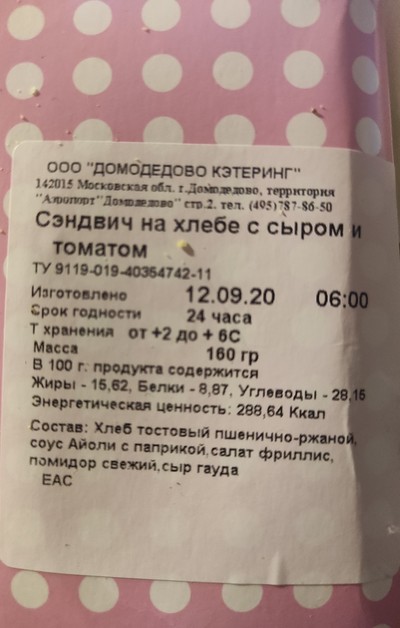 ООО "ДОМОДЕДОВО КЭТЕРИНГ"
142015 Московская обл. г.Домодедово, территория
"Аэропорт"Домодедово" стр.2. тел. (495)787-86-50
Сэндвич на хлебе с сыром и
томатом
ТУ 9119-019-40354742-11
Изготовлено 12.09.20 06:00
Срок годности 24 часа
Т хранения от +2 до + 6С
Масса 160 гр
В 100 г. продукта содержится
Жиры - 15,62, Белки - 8,87, Углеводы - 28,15
Энергетическая ценность: 288,64 Ккал
Состав: Хлеб тостовый пшенично-ржаной,
соус Айоли с паприкой,салат фриллис,
помидор свежий,сыр гауда
ЕАС